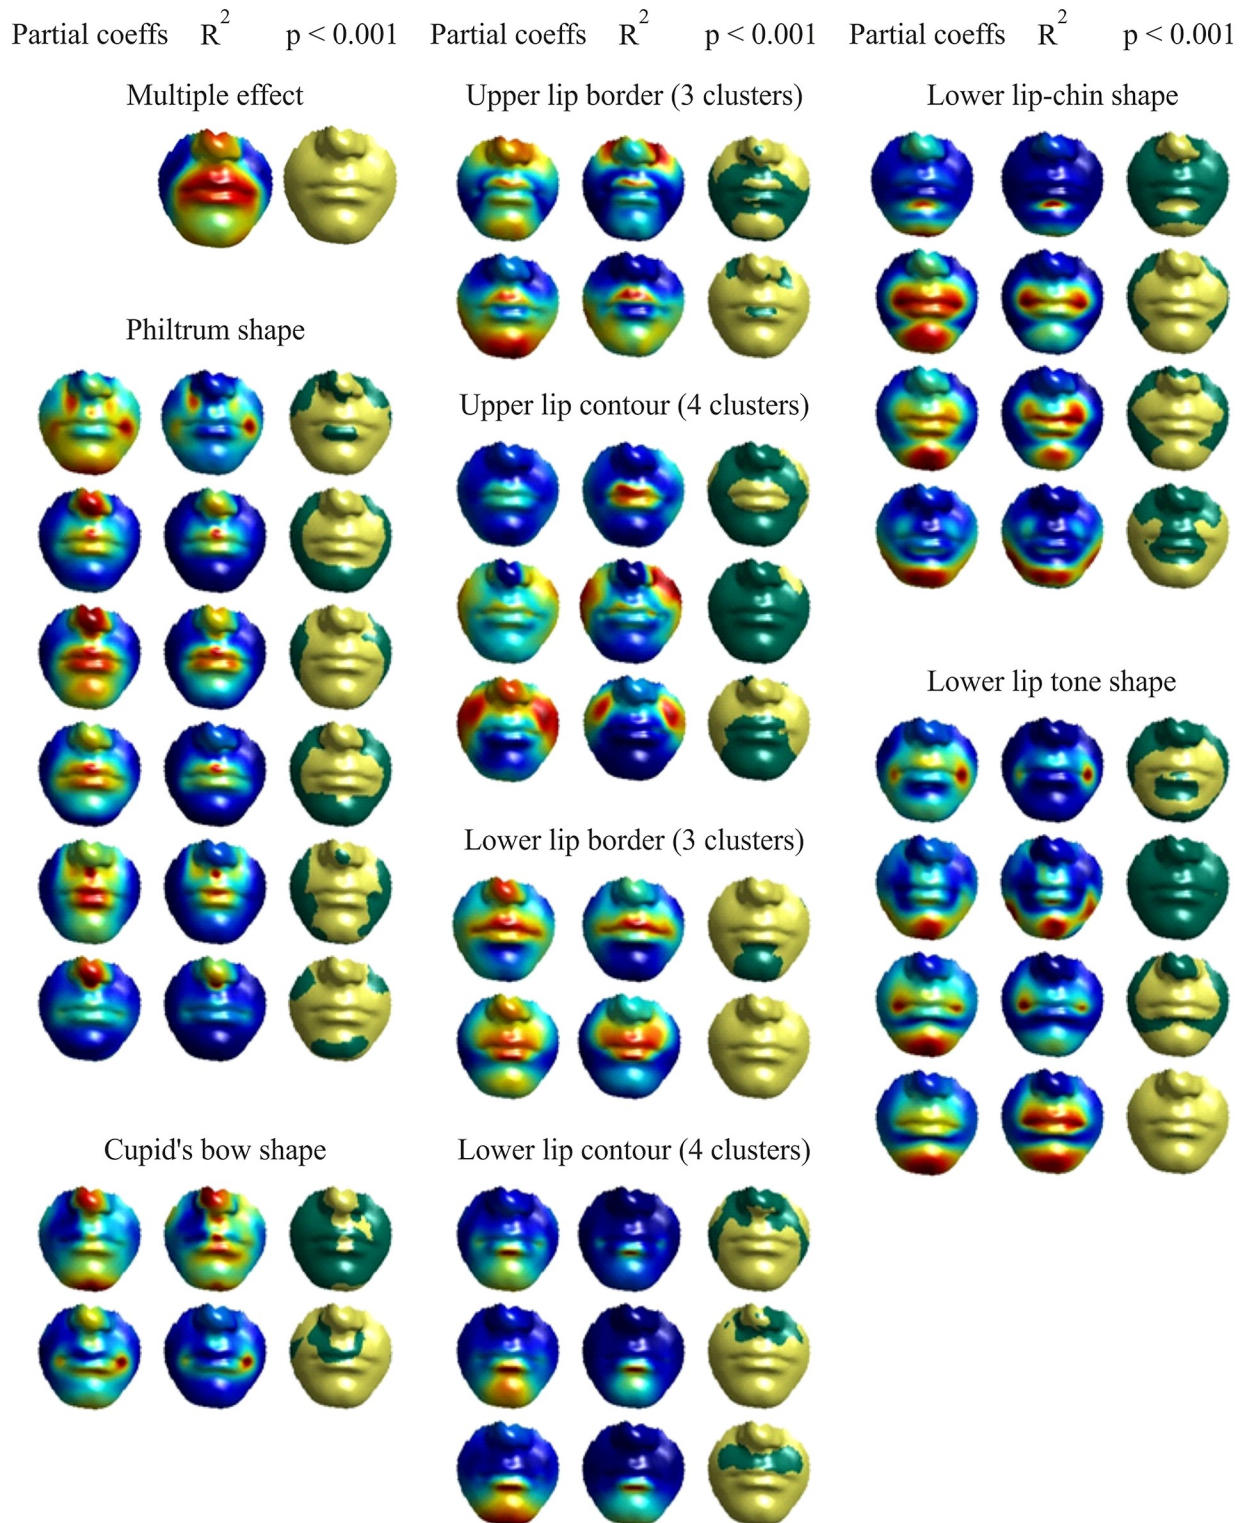 Partial coeffs R² p < 0.001 Partial coeffs R² p < 0.001 Partial coeffs R² p < 0.001
Multiple effect
Philtrum shape
Cupid's bow shape
Upper lip border (3 clusters)
Upper lip contour (4 clusters)
Lower lip border (3 clusters)
Lower lip contour (4 clusters)
Lower lip-chin shape
Lower lip tone shape